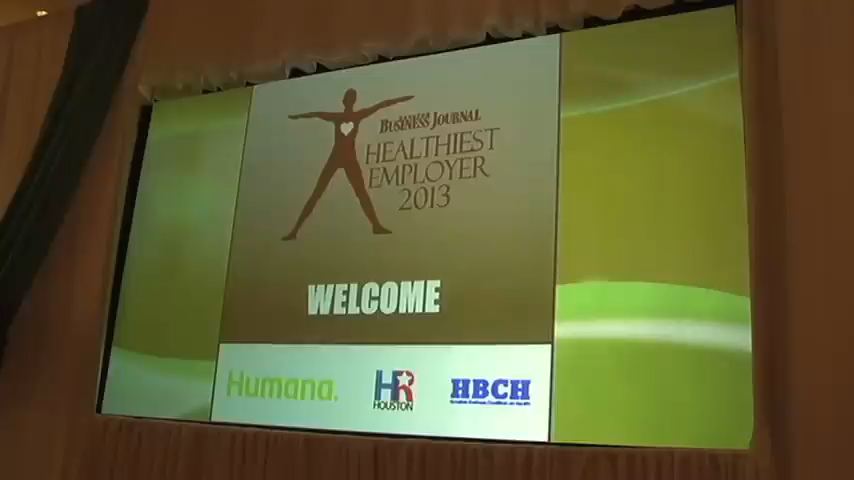 BUSINESS JOURNAL
HEALTHIEST
EMPLOYER
2013
WELCOME
Humana.
HR
HOUSTON
HBCH